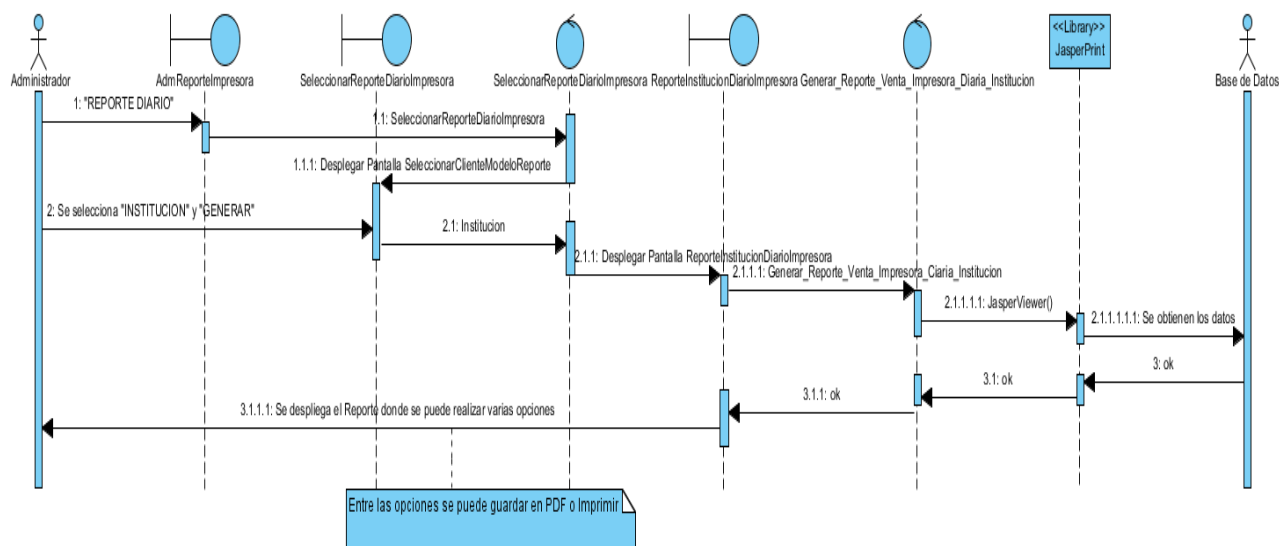 <<Library>>
JasperPrint
Administrador
AdmReporteImpresora
SeleccionarReporteDiarioImpresora
SeleccionarReporteDiarioImpresora
ReporteInstitucionDiarioImpresora
Generar_Reporte_Venta_Impresora_Diaria_Institucion
Base de Datos
1: "REPORTE DIARIO"
1.1: SeleccionarReporteDiarioImpresora
1.1.1: Desplegar Pantalla SeleccionarClienteModeloReporte
2: Se selecciona "INSTITUCION" y "GENERAR"
2.1: Institucion
2.1.1: Desplegar Pantalla ReporteInstitucionDiarioImpresora
2.1.1.1: Generar_Reporte_Venta_Impresora_Ciaria_Institucion
2.1.1.1.1: JasperViewer()
2.1.1.1.1.1: Se obtienen los datos
3: ok
3.1: ok
3.1.1: ok
3.1.1.1: Se despliega el Reporte donde se puede realizar varias opciones
Entre las opciones se puede guardar en PDF o Imprimir